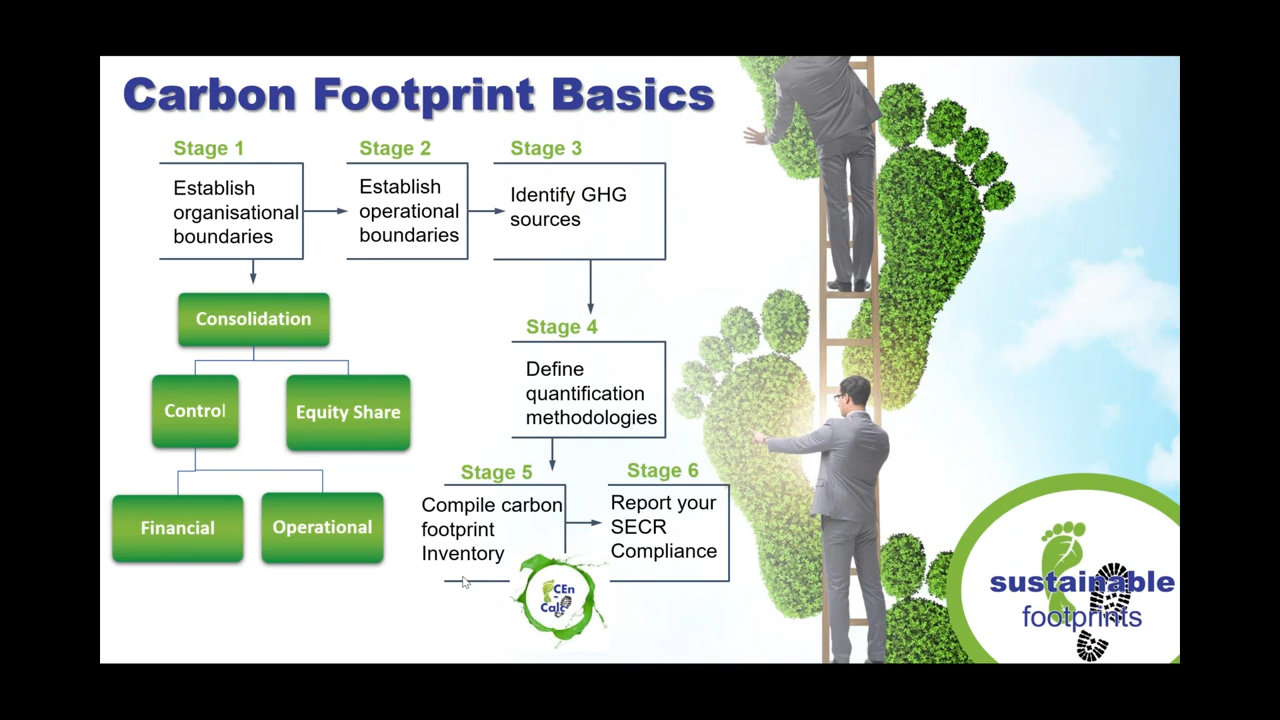 Carbon Footprint Basics
Stage 1
Establish
organisational
boundaries
Stage 2
Establish
operational
boundaries
Stage 3
Identify GHG
sources
Consolidation
Control
Equity Share
Financial
Operational
Stage 4
Define
quantification
methodologies
Stage 5
Compile carbon
footprint
Inventory
Stage 6
Report your
SECR
Compliance
CEn
-
Calc
sustainable
footprints